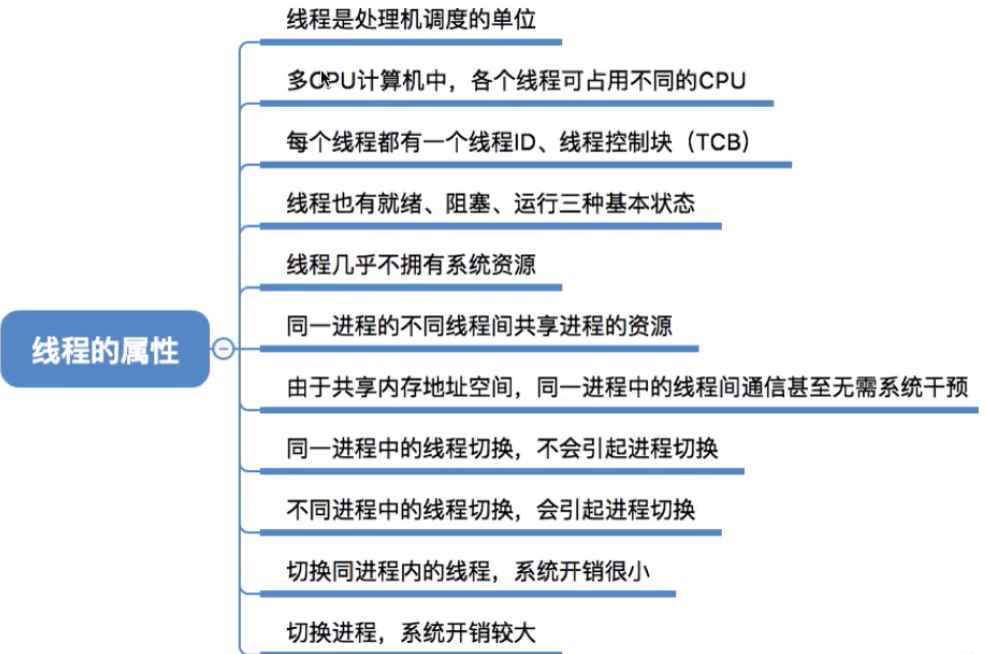 线程是处理机调度的单位
多CPU计算机中，各个线程可占用不同的CPU
每个线程都有一个线程ID、线程控制块（TCB）
线程也有就绪、阻塞、运行三种基本状态
线程几乎不拥有系统资源
线程的属性
同一进程的不同线程间共享进程的资源
由于共享内存地址空间，同一进程中的线程间通信甚至无需系统干预
同一进程中的线程切换，不会引起进程切换
不同进程中的线程切换，会引起进程切换
切换同进程内的线程，系统开销很小
切换进程，系统开销较大